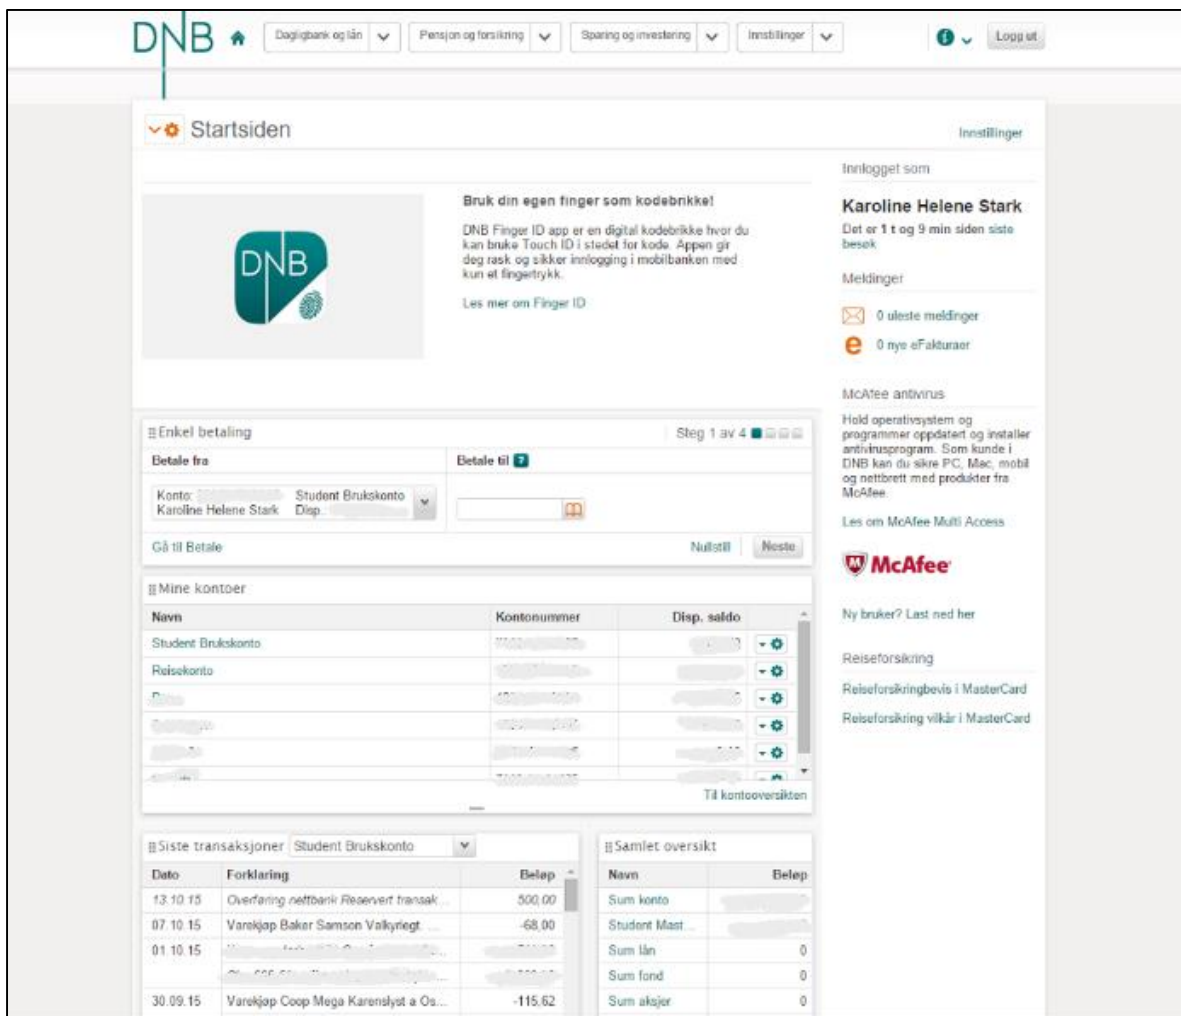 DNB
Dagligbank og lån
Pensjon og forsikring
Sparing og investering
Innstillinger
Logg ut
Startsiden
Innstillinger
DNB
Bruk din egen finger som kodebrikke!
DNB Finger ID app er en digital kodebrikke hvor du
kan bruke Touch ID i stedet for kode. Appen gir
deg rask og sikker innlogging i mobilbanken med
kun et fingertrykk.
Les mer om Finger ID
Innlogget som
Karoline Helene Stark
Det er 1 t og 9 min siden siste
besøk
Meldinger
0 uleste meldinger
0 nye eFakturaer
McAfee antivirus
Hold operativsystem og
programmer oppdatert og installer
antivirusprogram. Som kunde i
DNB kan du sikre PC, Mac, mobil
og nettbrett med produkter fra
McAfee.
Les om McAfee Multi Access
McAfee
Ny bruker? Last ned her
Reiseforsikring
Reiseforsikringbevis i MasterCard
Reiseforsikring vilkår i MasterCard
Enkel betaling
Steg 1 av 4
Betale fra
Betale til ?
Konto: Student Brukskonto
Karoline Helene Stark Disp.:
Gå til Betale
Nullstill
Neste
Mine kontoer
Navn Kontonummer Disp. saldo
Student Brukskonto
Reisekonto
Til kontooversikten
Siste transaksjoner Student Brukskonto
Dato Forklaring Beløp
13.10.15 Overføring nettbank Reservert transak... 500,00
07.10.15 Varekjøp Baker Samson Valkyriegt. ... -68,00
01.10.15
30.09.15 Varekjøp Coop Mega Karenslyst a Os... -115,62
Samlet oversikt
Navn Beløp
Sum konto
Student Mast...
Sum lån 0
Sum fond 0
Sum aksjer 0